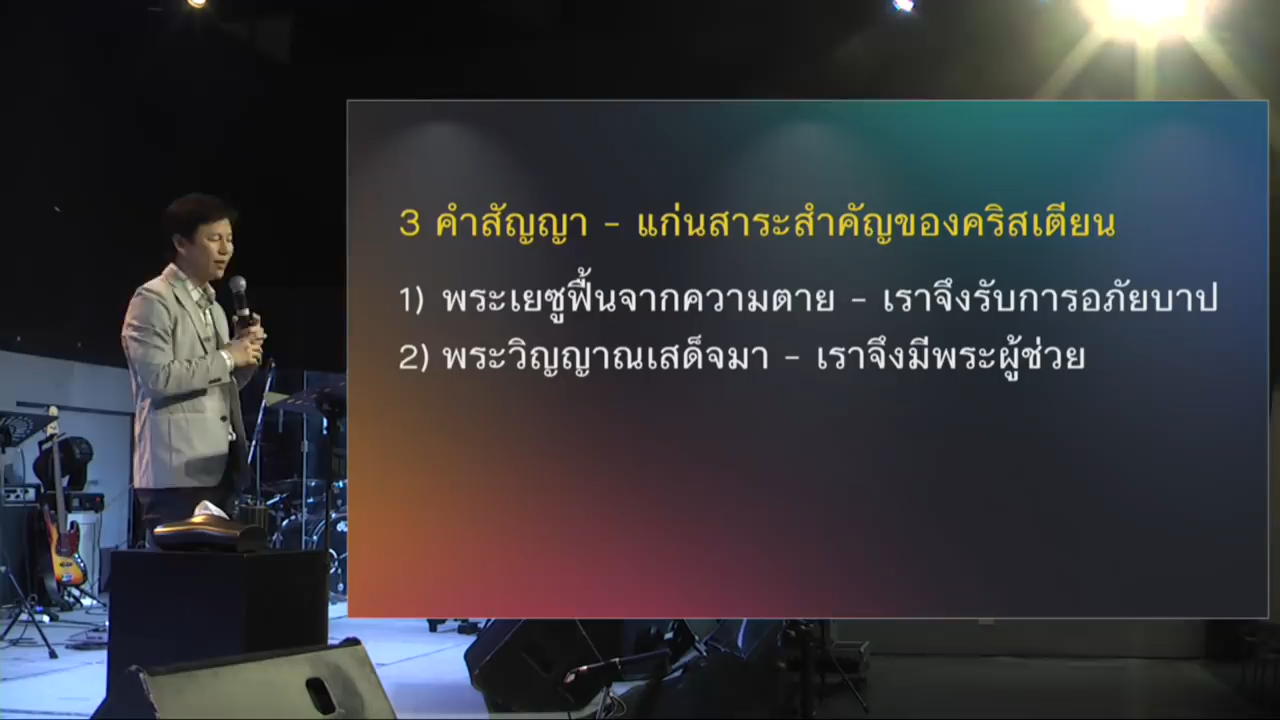 3 คำสัญญา - แก่นสาระสำคัญของคริสเตียน
1) พระเยซูฟื้นจากความตาย - เราจึงรับการอภัยบาป
2) พระวิญญาณเสด็จมา - เราจึงมีพระผู้ช่วย